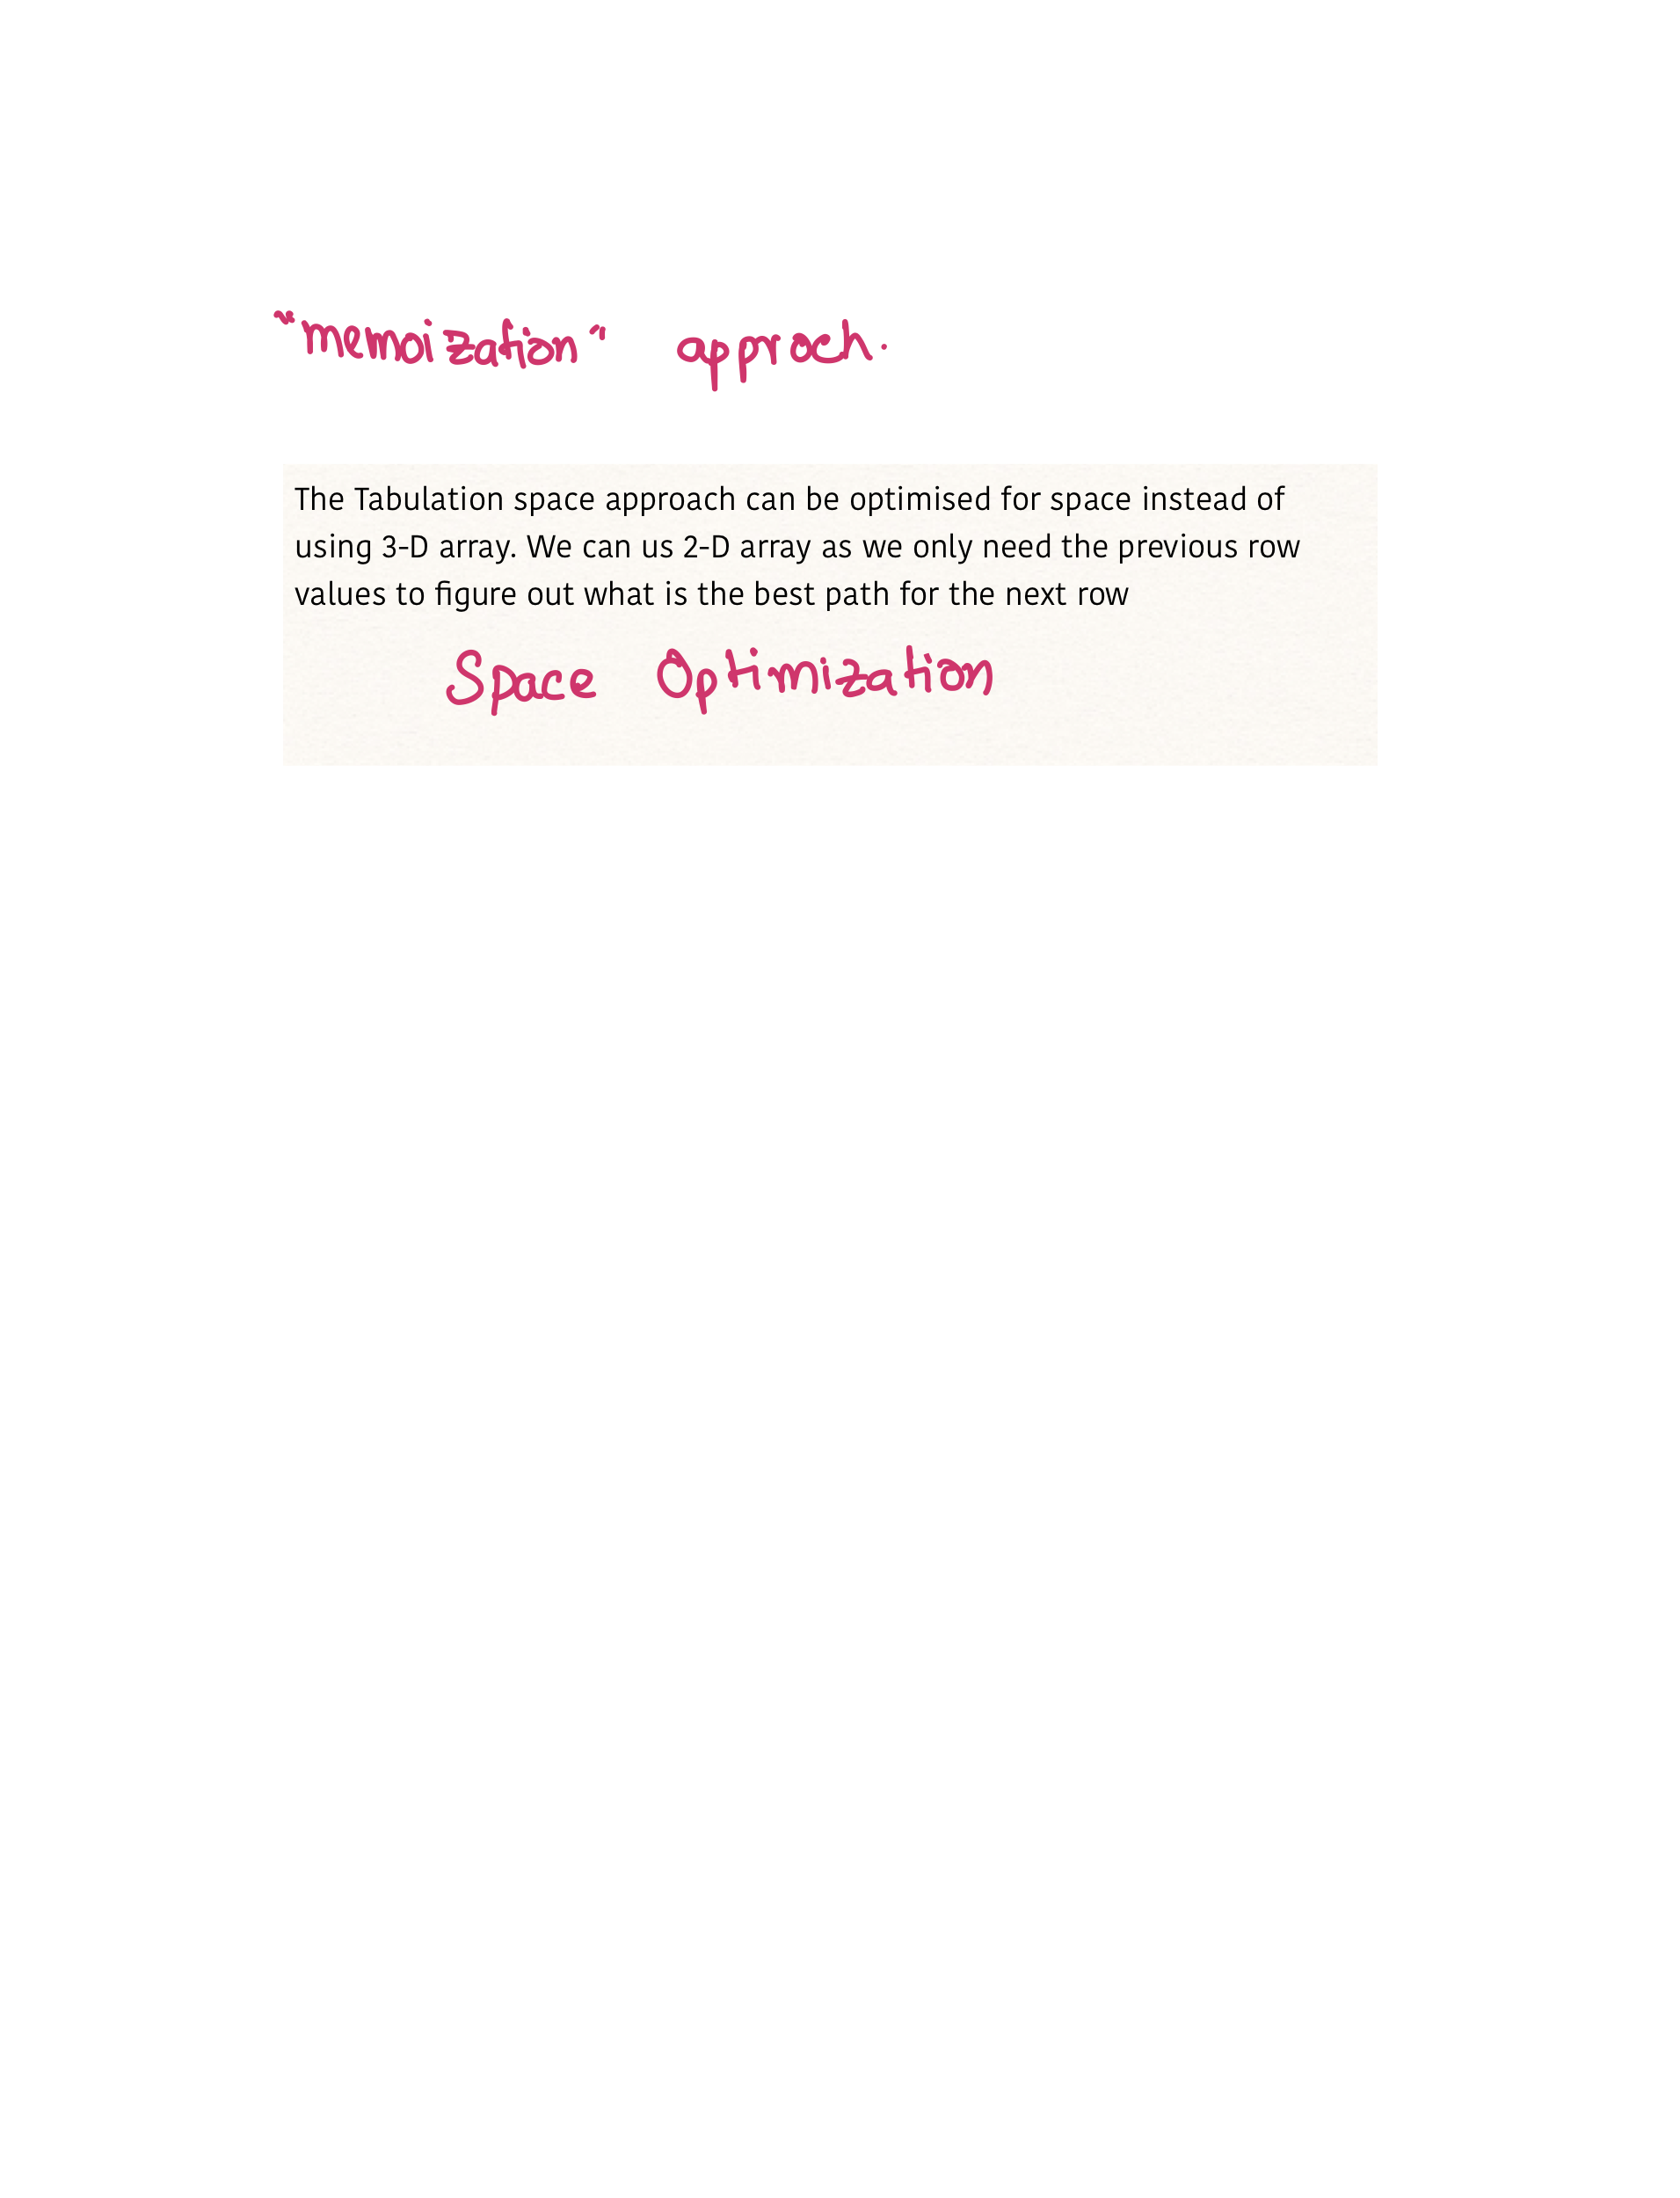 "memoization" approch.
The Tabulation space approach can be optimised for space instead of
using 3-D array. We can us 2-D array as we only need the previous row
values to figure out what is the best path for the next row
Space Optimization